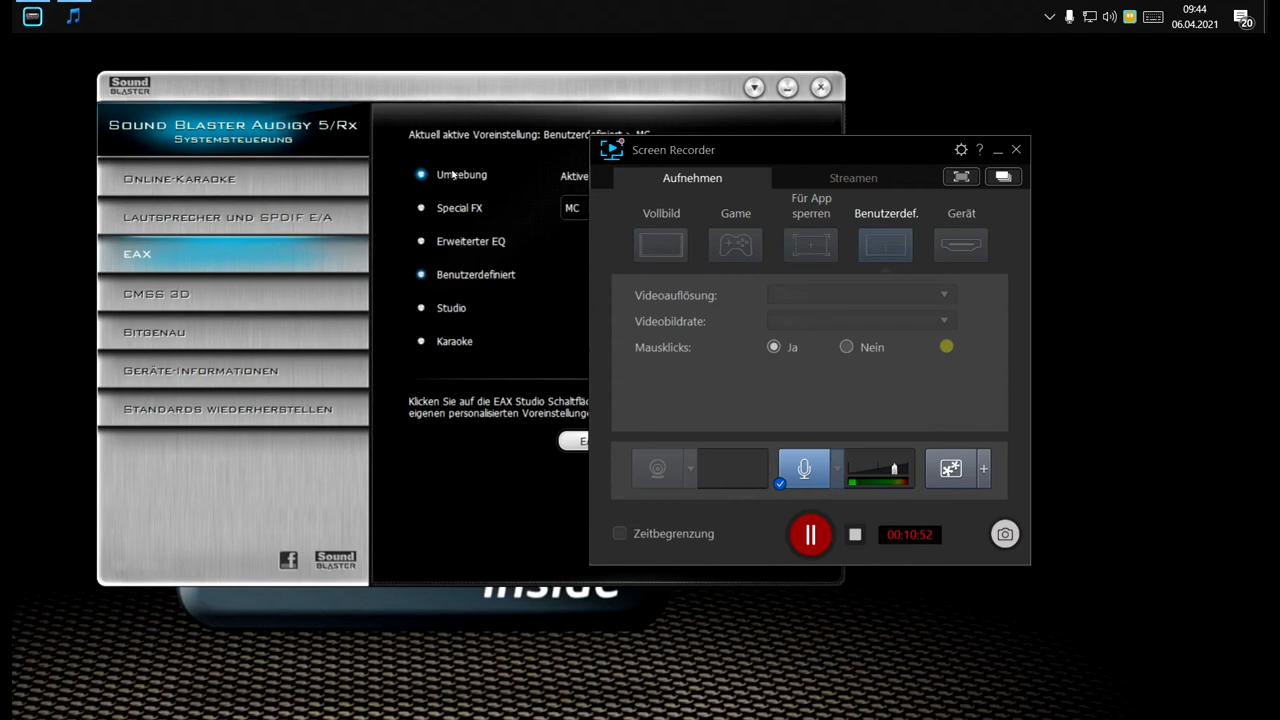 09:44
06.04.2021
20
Sound
BLASTER
SOUND BLASTER AUDIGY 5/RX
SYSTEMSTEUERUNG
ONLINE-KARAOKE
LAUTSPRECHER UND SPDIF E/A
EAX
CMSS 3D
BITGENAU
GERÄTE-INFORMATIONEN
STANDARDS WIEDERHERSTELLEN
f
Sound
BLASTER
Aktuell aktive Voreinstellung: Benutzerdefiniert > MC
Umgebung
Aktive
Special FX
MC
Erweiterter EQ
Benutzerdefiniert
Studio
Karaoke
Klicken Sie auf die EAX Studio Schaltfläc
eigenen personalisierten Voreinstellung
E
Screen Recorder
?
Aufnehmen
Streamen
Vollbild
Game
Für App
sperren
Benutzerdef.
Gerät
Videoauflösung:
Videobildrate:
Mausklicks:
Ja
Nein
Zeitbegrenzung
00:10:52
inside